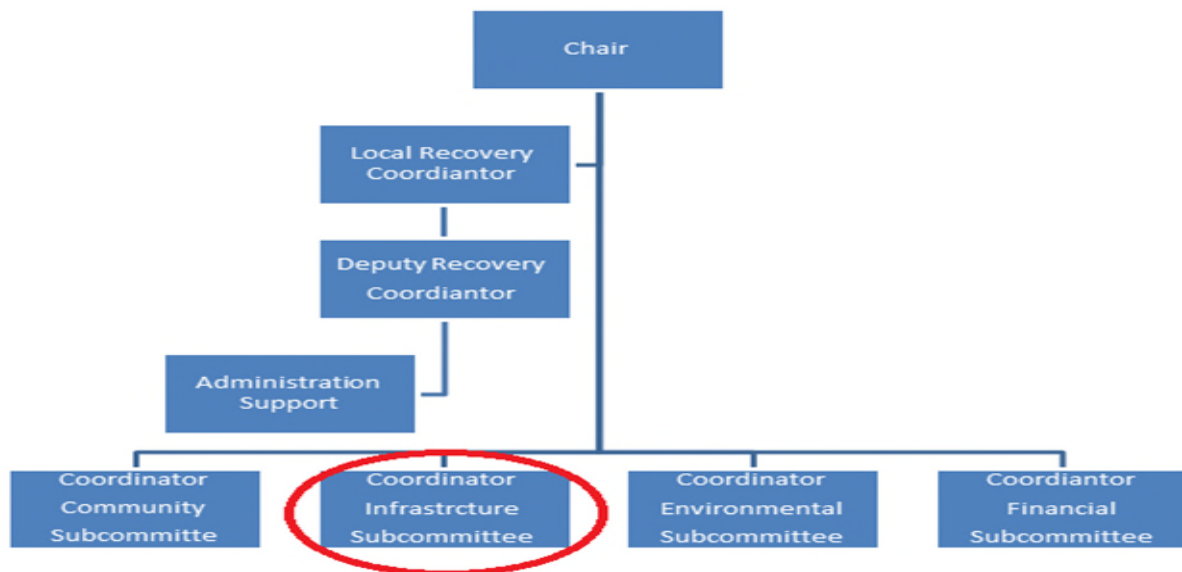 Chair
Local Recovery
Coordiantor
Deputy Recovery
Coordiantor
Administration
Support
Coordinator
Community
Subcommitte
Coordinator
Infrastrcture
Subcommittee
Coordinator
Environmental
Subcommittee
Coordiantor
Financial
Subcommittee